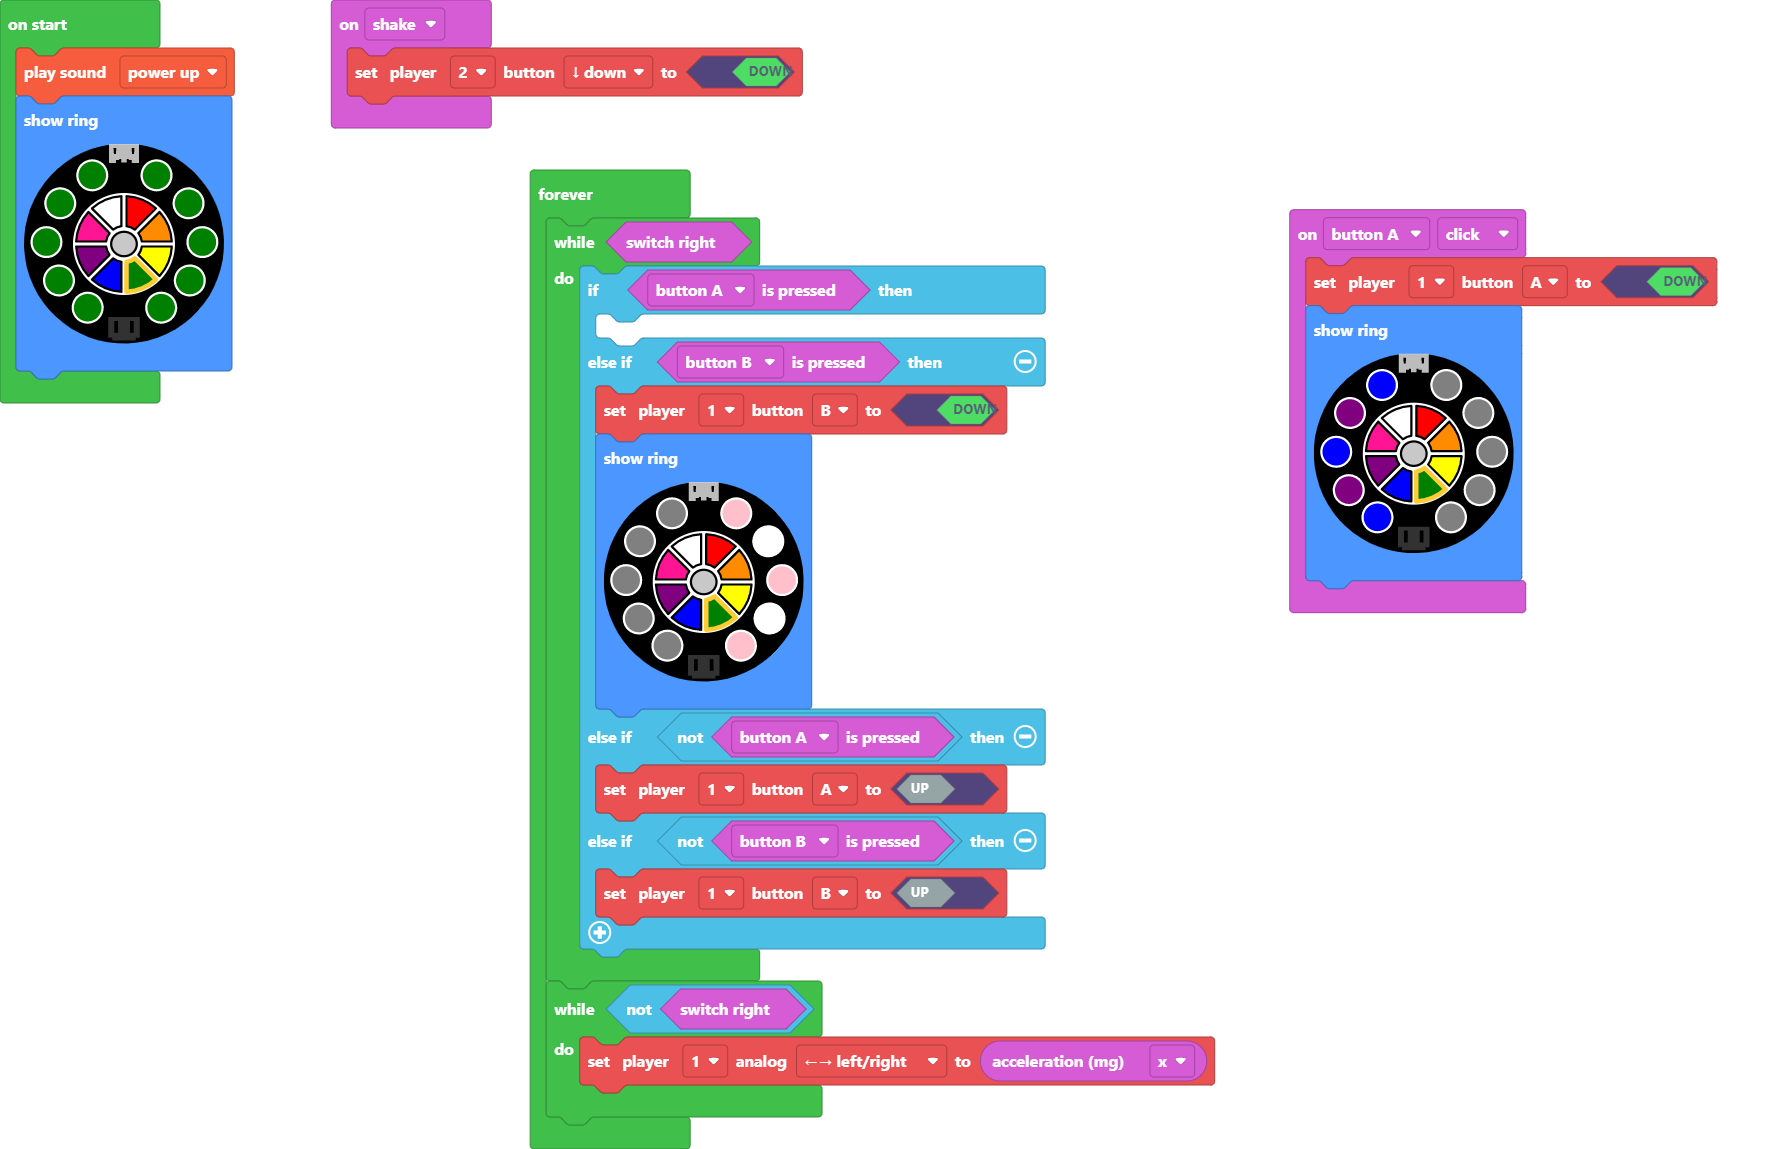 on start
play sound power up
show ring
on shake
set player 2 button ↓ down to DOWN
forever
while switch right
do if button A is pressed then
else if button B is pressed then
set player 1 button B to DOWN
show ring
else if not button A is pressed then
set player 1 button A to UP
else if not button B is pressed then
set player 1 button B to UP
while not switch right
do set player 1 analog ←→ left/right to acceleration (mg) x
on button A click
set player 1 button A to DOWN
show ring